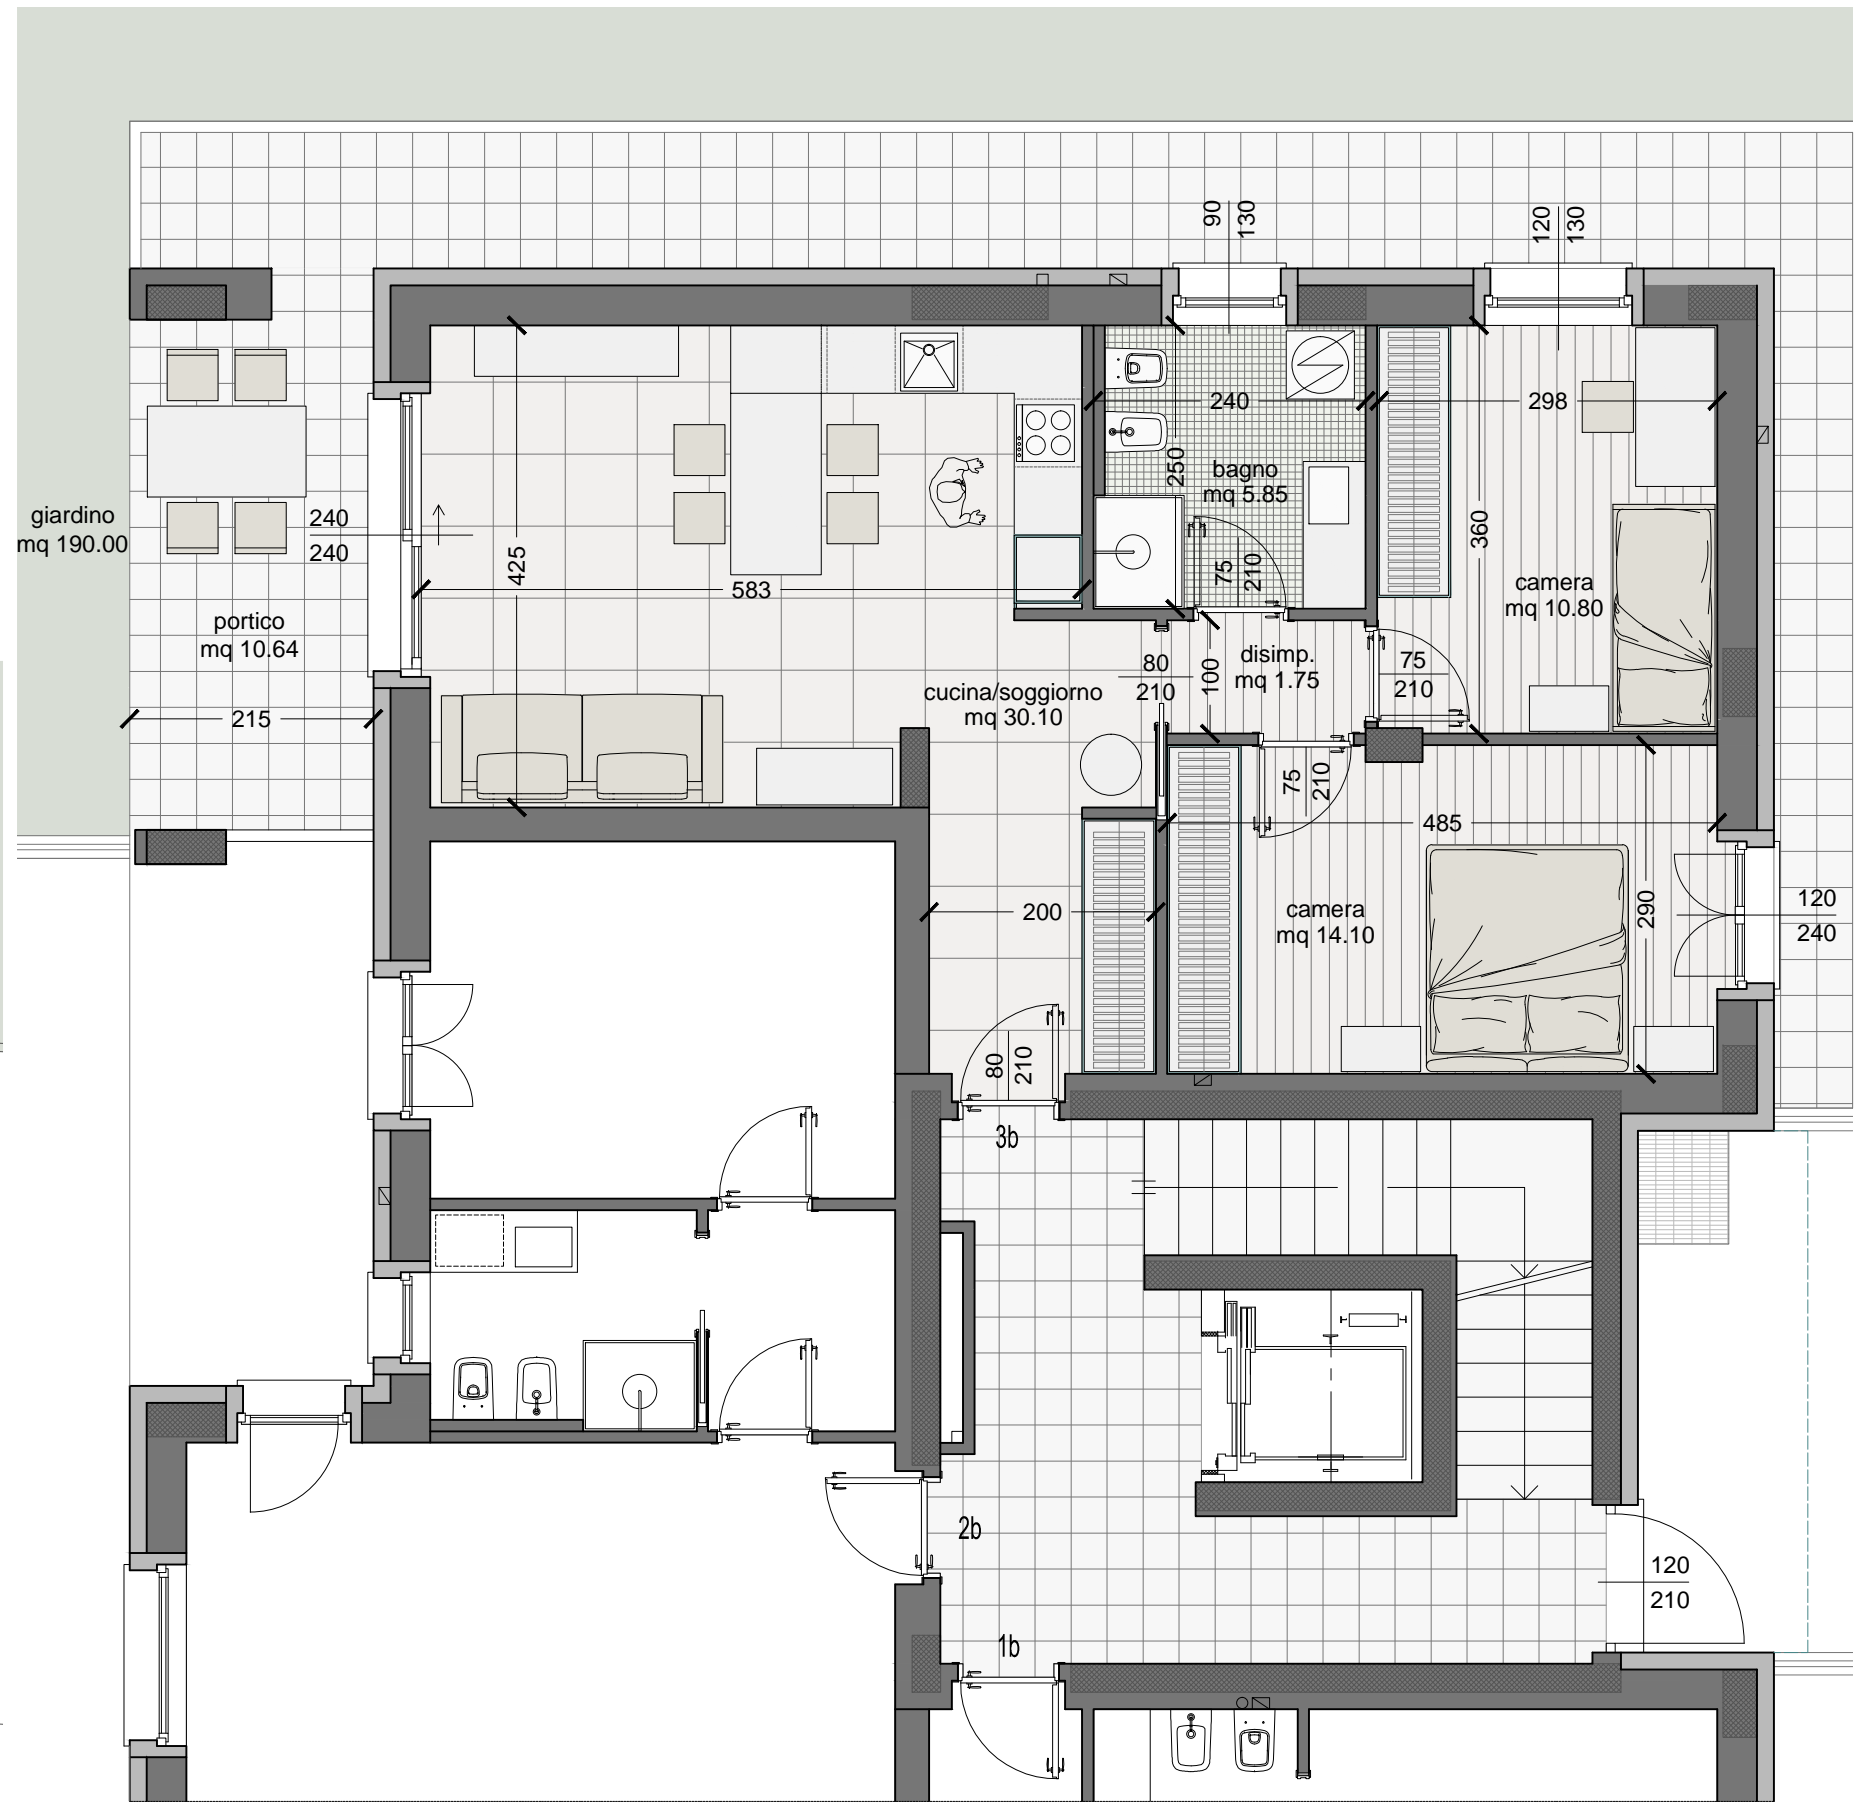 90
130
120
130
240
298
250
bagno
mq 5.85
giardino
mq 190.00
240
240
425
360
583
75
210
camera
mq 10.80
portico
mq 10.64
80
210
100
disimp.
mq 1.75
75
210
cucina/soggiorno
mq 30.10
215
75
210
485
200
camera
mq 14.10
290
120
240
80
210
3b
2b
120
210
1b